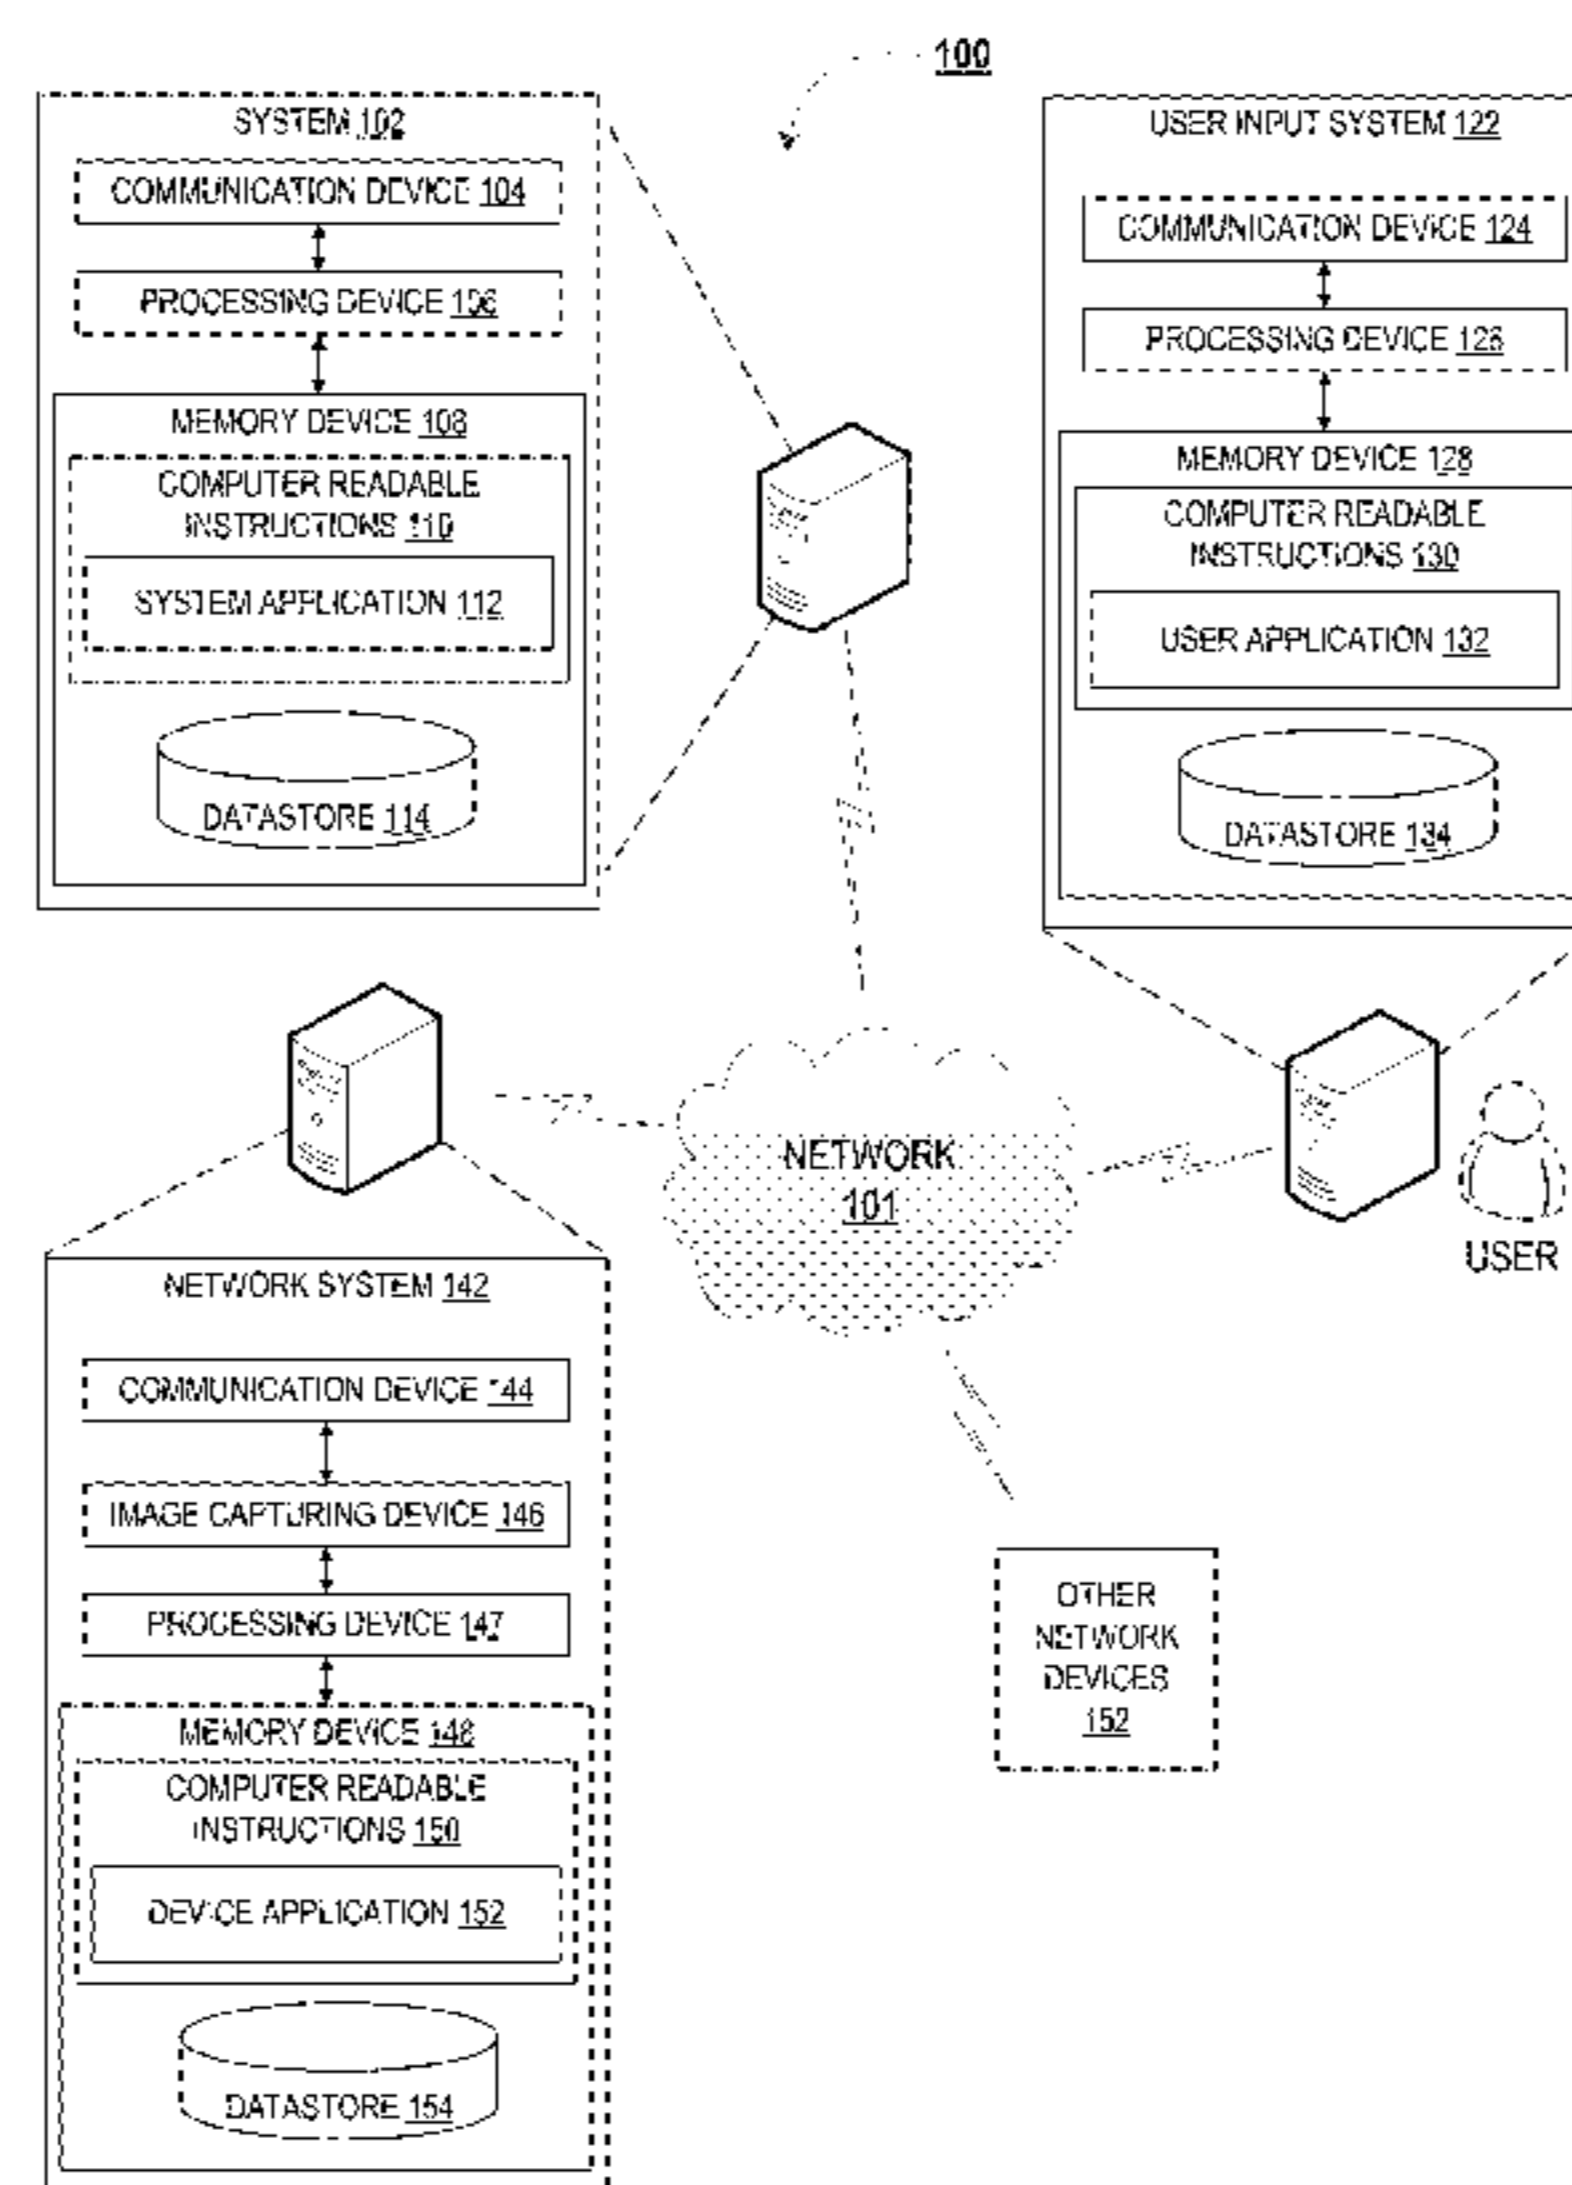 100
SYSTEM 102
COMMUNICATION DEVICE 104
PROCESSING DEVICE 106
MEMORY DEVICE 108
COMPUTER READABLE
INSTRUCTIONS 110
SYSTEM APPLICATION 112
DATASTORE 114
USER INPUT SYSTEM 122
COMMUNICATION DEVICE 124
PROCESSING DEVICE 126
MEMORY DEVICE 128
COMPUTER READABLE
INSTRUCTIONS 130
USER APPLICATION 132
DATASTORE 134
NETWORK
101
USER
NETWORK SYSTEM 142
COMMUNICATION DEVICE 144
IMAGE CAPTURING DEVICE 146
PROCESSING DEVICE 147
MEMORY DEVICE 148
COMPUTER READABLE
INSTRUCTIONS 150
DEVICE APPLICATION 152
DATASTORE 154
OTHER
NETWORK
DEVICES
152